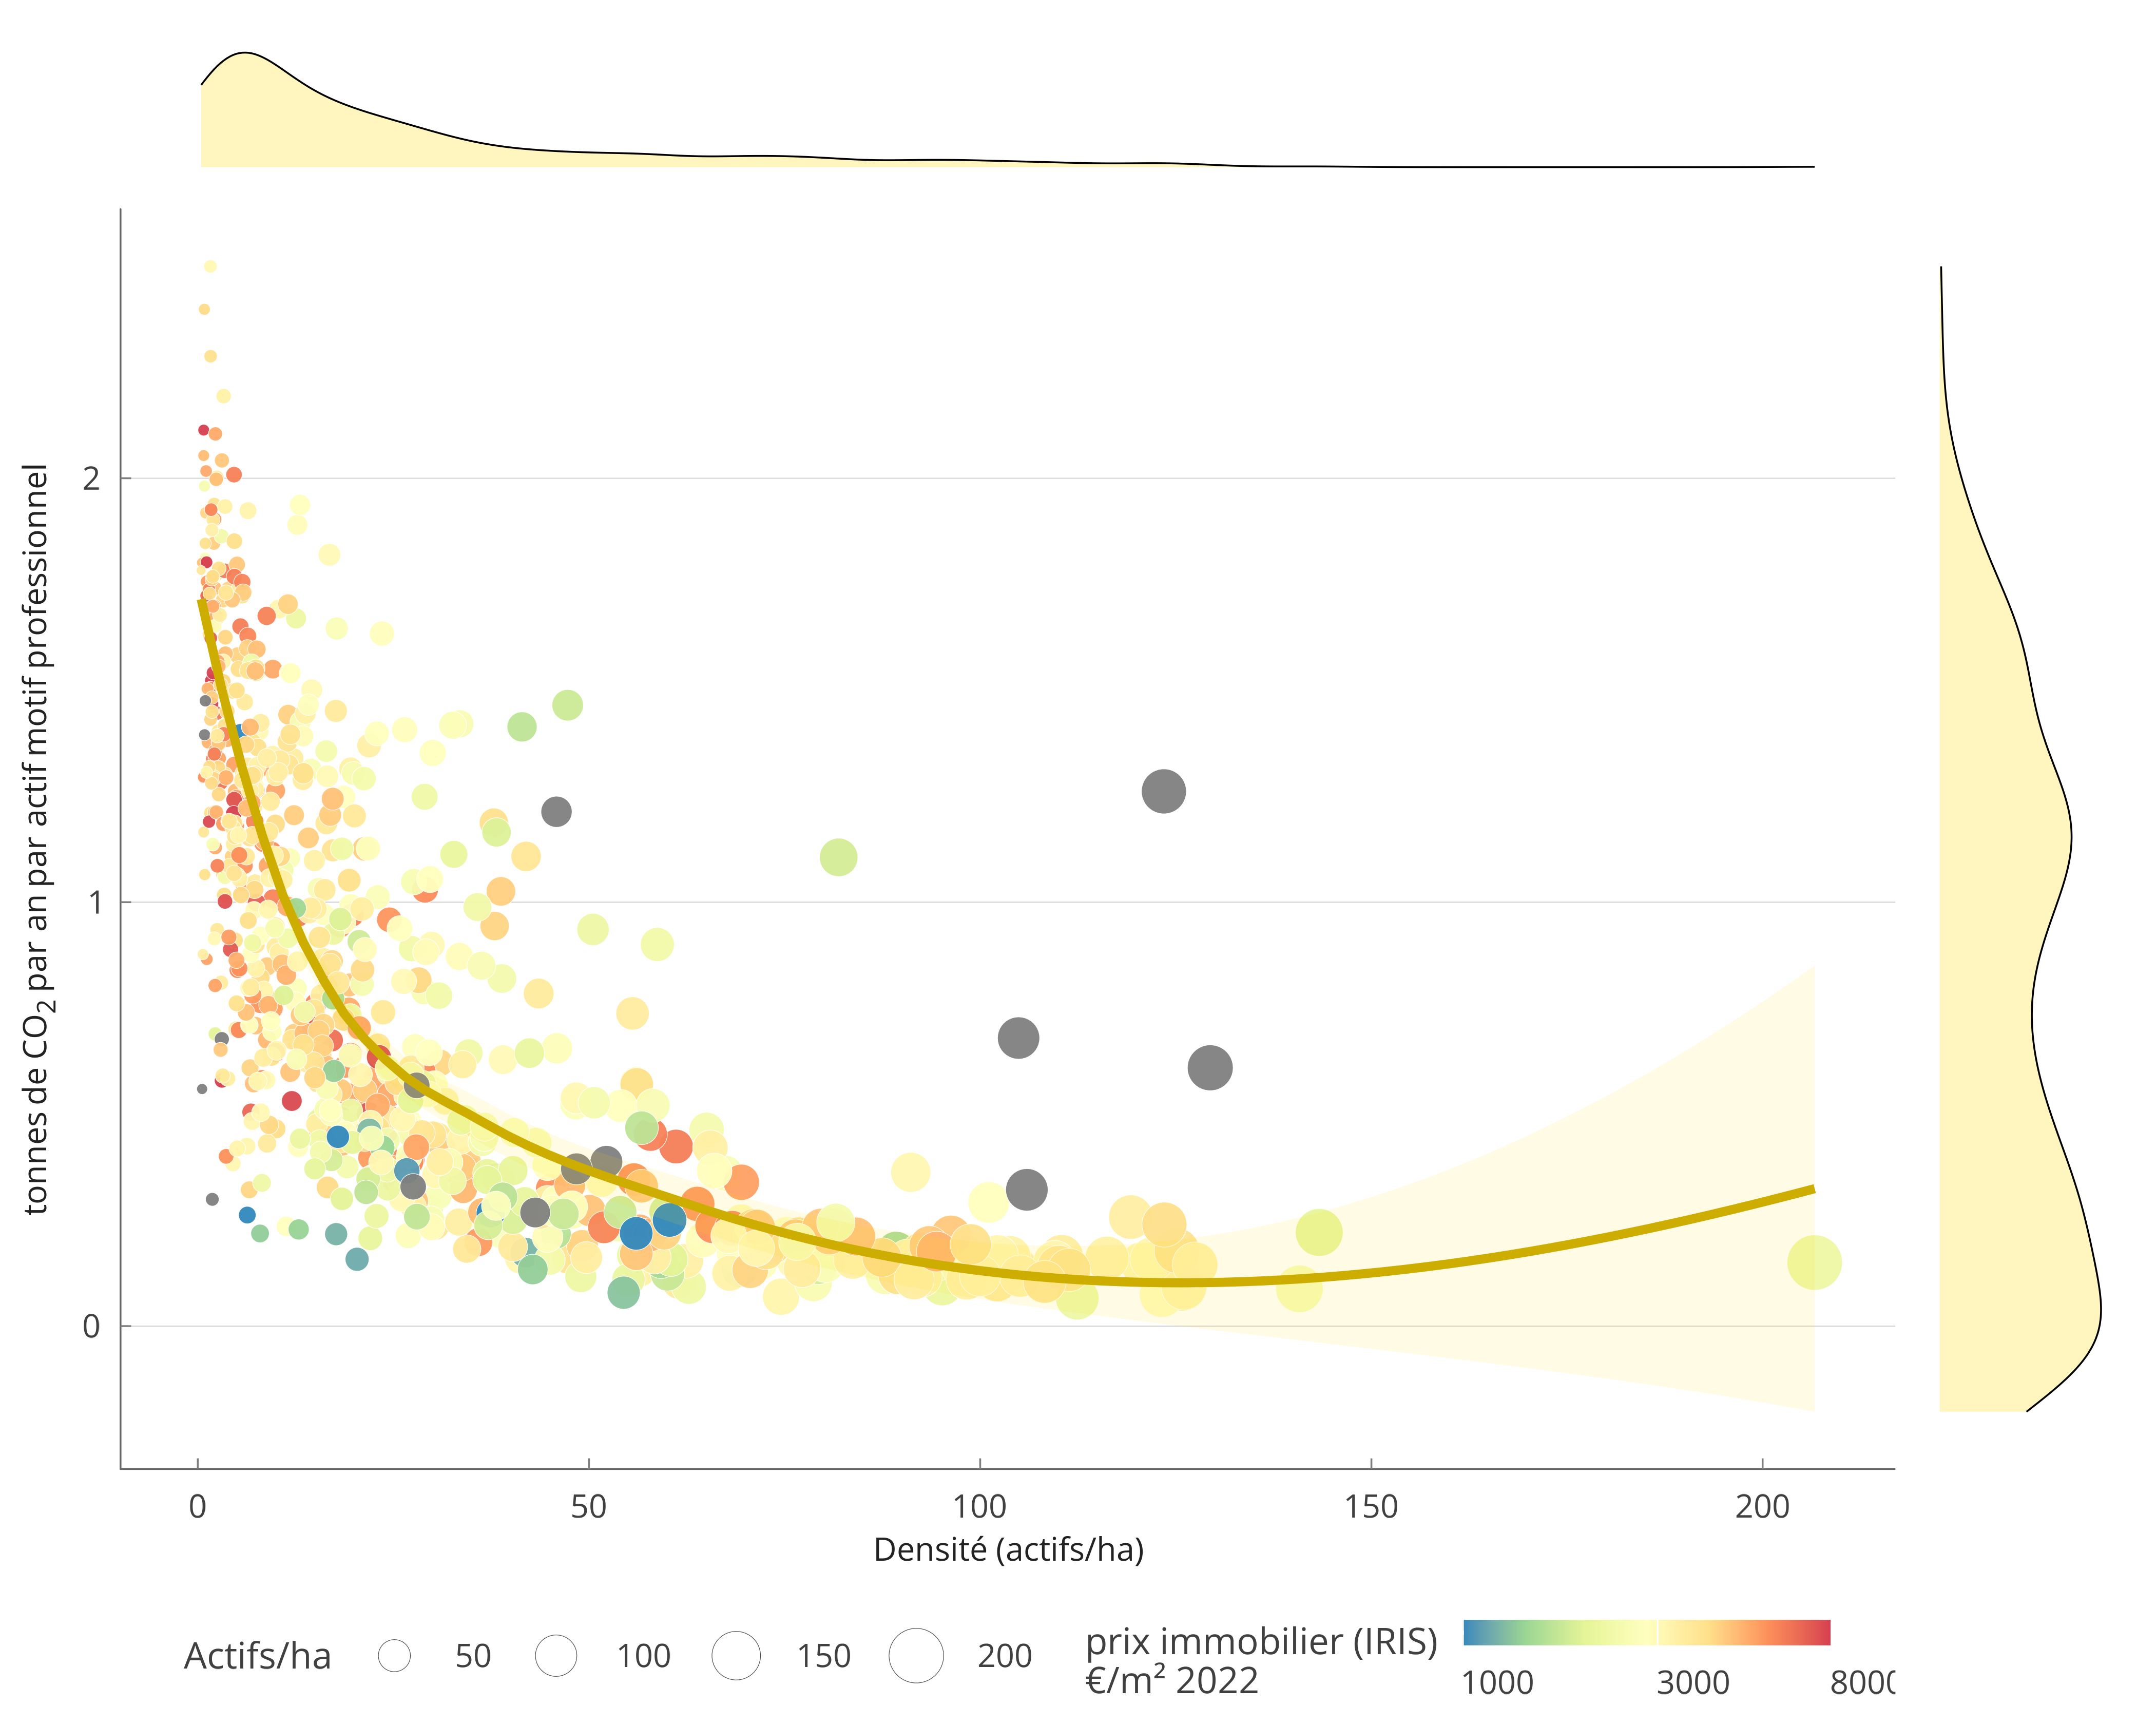 tonnes de CO₂ par an par actif motif professionnel
2
1
0
0 50 100 150 200
Densité (actifs/ha)
Actifs/ha 50 100 150 200
prix immobilier (IRIS)
€/m² 2022
1000 3000 8000